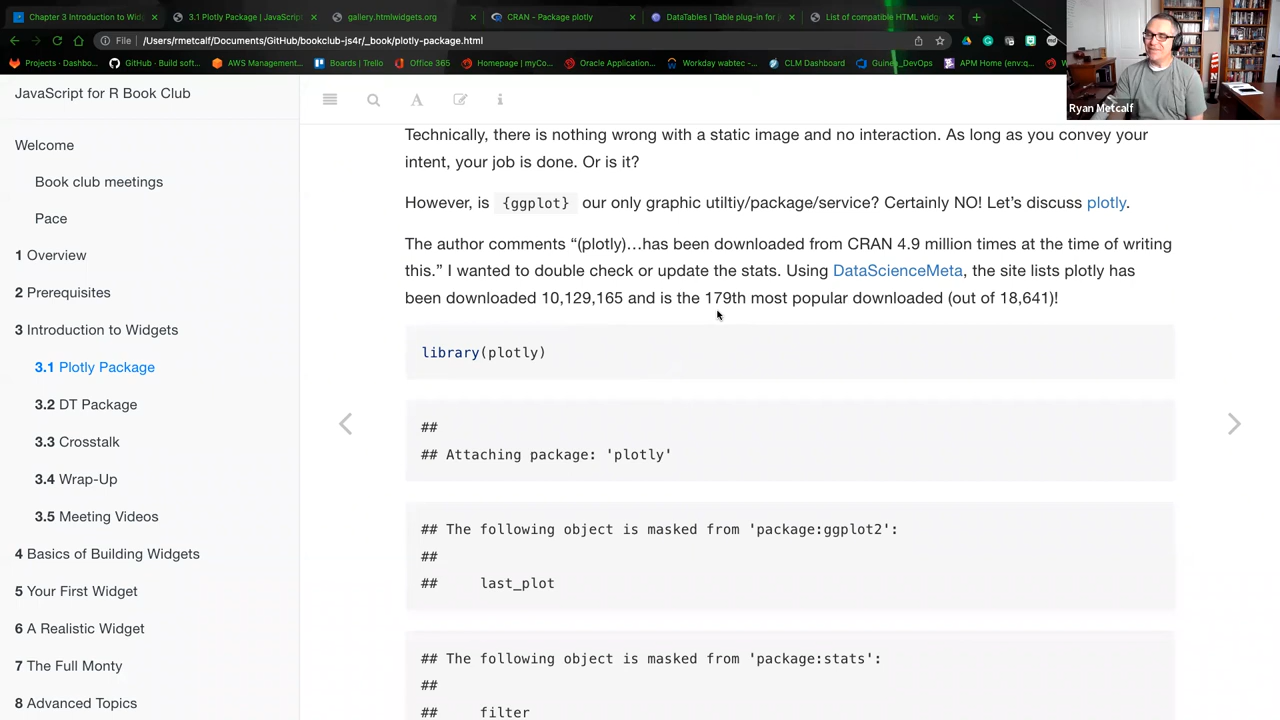 Chapter 3 Introduction to Wid
3.1 Plotly Package | JavaScri
gallery.htmlwidgets.org
CRAN - Package plotly
DataTables | Table plug-in for
List of compatible HTML widg
File | /Users/rmetcalf/Documents/GitHub/bookclub-js4r/_book/plotly-package.html
Projects · Dashbo...
GitHub · Build soft...
AWS Management...
Boards | Trello
Office 365
Homepage | myCo...
Oracle Application...
Workday wabtec -...
CLM Dashboard
Guinea_DevOps
APM Home (env:q...
Ryan Metcalf
JavaScript for R Book Club
Welcome
Book club meetings
Pace
1 Overview
2 Prerequisites
3 Introduction to Widgets
3.1 Plotly Package
3.2 DT Package
3.3 Crosstalk
3.4 Wrap-Up
3.5 Meeting Videos
4 Basics of Building Widgets
5 Your First Widget
6 A Realistic Widget
7 The Full Monty
8 Advanced Topics
Technically, there is nothing wrong with a static image and no interaction. As long as you convey your
intent, your job is done. Or is it?
However, is {ggplot} our only graphic utiltiy/package/service? Certainly NO! Let's discuss plotly.
The author comments “(plotly)…has been downloaded from CRAN 4.9 million times at the time of writing
this.” I wanted to double check or update the stats. Using DataScienceMeta, the site lists plotly has
been downloaded 10,129,165 and is the 179th most popular downloaded (out of 18,641)!
library(plotly)
##
## Attaching package: 'plotly'
## The following object is masked from 'package:ggplot2':
##
## last_plot
## The following object is masked from 'package:stats':
##
## filter